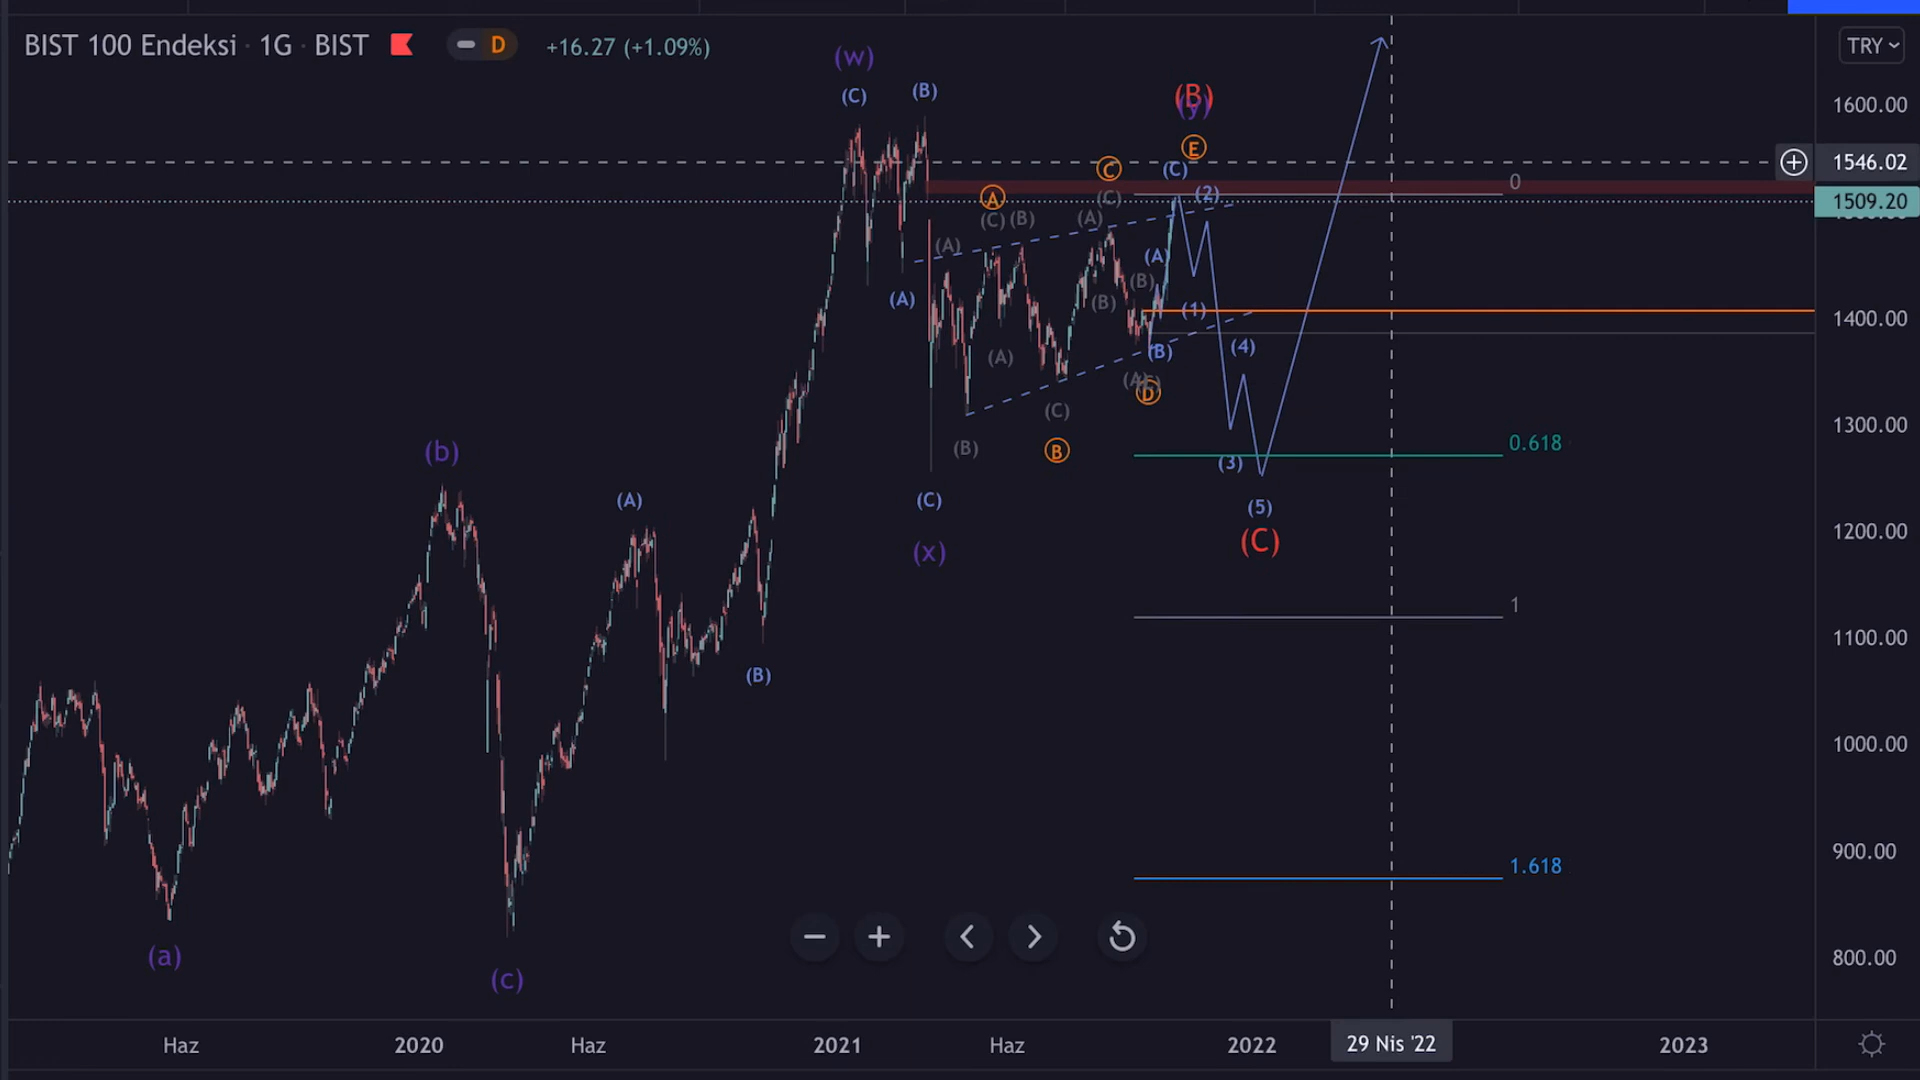 BIST 100 Endeksi · 1G · BIST
D
+16.27 (+1.09%)
TRY
(w)
(C)
(B)
(B)
(y)
1600.00
E
C
(C)
1546.02
0
A
(C)
(2)
1509.20
(C)
(B)
(A)
(A)
(A)
(B)
(A)
(B)
(1)
1400.00
(A)
(4)
(B)
(A)
D
(C)
1300.00
(b)
(B)
B
0.618
(3)
(A)
(C)
(5)
(x)
(C)
1200.00
1
1100.00
(B)
1000.00
1.618
900.00
(a)
(c)
800.00
Haz
2020
Haz
2021
Haz
2022
29 Nis '22
2023